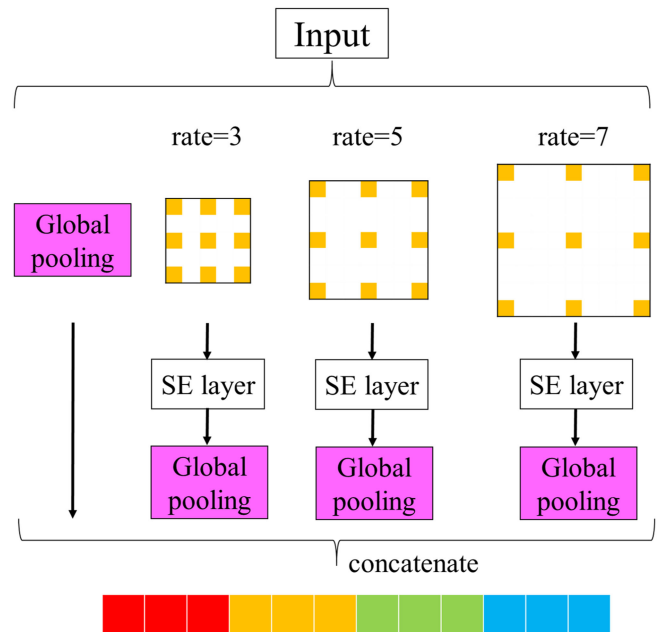 Input
rate=3
rate=5
rate=7
Global
pooling
SE layer
SE layer
SE layer
Global
pooling
Global
pooling
Global
pooling
concatenate